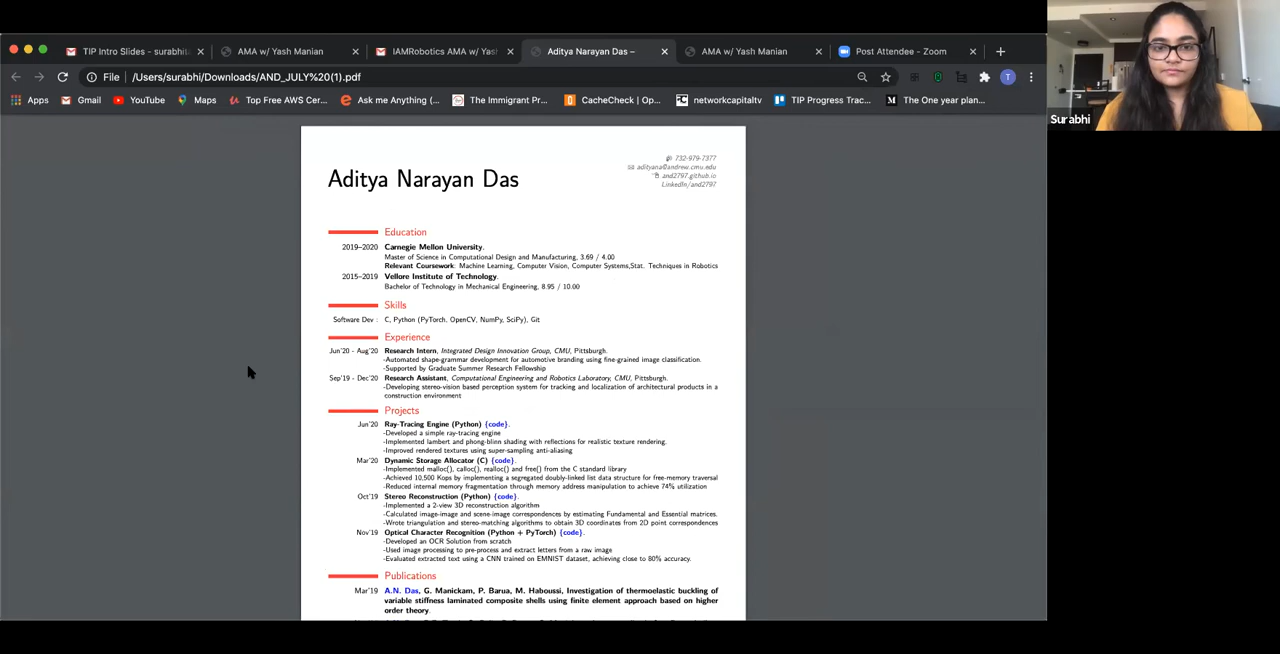 TIP Intro Slides - surabhi
AMA w/ Yash Manian
IAMRobotics AMA w/ Yash
Aditya Narayan Das –
AMA w/ Yash Manian
Post Attendee - Zoom
File
/Users/surabhi/Downloads/AND_JULY%20(1).pdf
T
Apps
Gmail
YouTube
Maps
Top Free AWS Cer...
Ask me Anything (...
The Immigrant Pr...
CacheCheck | Op...
networkcapitaltv
TIP Progress Trac...
The One year plan...
Surabhi
732-979-7377
adityana@andrew.cmu.edu
and2797.github.io
LinkedIn/and2797
Aditya Narayan Das
Education
2019–2020 Carnegie Mellon University.
Master of Science in Computational Design and Manufacturing, 3.69 / 4.00
Relevant Coursework: Machine Learning, Computer Vision, Computer Systems,Stat. Techniques in Robotics
2015–2019 Vellore Institute of Technology.
Bachelor of Technology in Mechanical Engineering, 8.95 / 10.00
Skills
Software Dev : C, Python (PyTorch, OpenCV, NumPy, SciPy), Git
Experience
Jun'20 - Aug'20 Research Intern, Integrated Design Innovation Group, CMU, Pittsburgh.
-Automated shape-grammar development for automotive branding using fine-grained image classification.
-Supported by Graduate Summer Research Fellowship
Sep'19 - Dec'20 Research Assistant, Computational Engineering and Robotics Laboratory, CMU, Pittsburgh.
-Developing stereo-vision based perception system for tracking and localization of architectural products in a
construction environment
Projects
Jun'20 Ray-Tracing Engine (Python) {code}.
-Developed a simple ray-tracing engine
-Implemented lambert and phong-blinn shading with reflections for realistic texture rendering.
-Improved rendered textures using super-sampling anti-aliasing
Mar'20 Dynamic Storage Allocator (C) {code}.
-Implemented malloc(), calloc(), realloc() and free() from the C standard library
-Achieved 10,500 Kops by implementing a segregated doubly-linked list data structure for free-memory traversal
-Reduced internal memory fragmentation through memory address manipulation to achieve 74% utilization
Oct'19 Stereo Reconstruction (Python) {code}.
-Implemented a 2-view 3D reconstruction algorithm
-Calculated image-image and scene-image correspondences by estimating Fundamental and Essential matrices.
-Wrote triangulation and stereo-matching algorithms to obtain 3D coordinates from 2D point correspondences
Nov'19 Optical Character Recognition (Python + PyTorch) {code}.
-Developed an OCR Solution from scratch
-Used image processing to pre-process and extract letters from a raw image
-Evaluated extracted text using a CNN trained on EMNIST dataset, achieving close to 80% accuracy.
Publications
Mar'19 A.N. Das, G. Manickam, P. Barua, M. Haboussi, Investigation of thermoelastic buckling of
variable stiffness laminated composite shells using finite element approach based on higher
order theory.